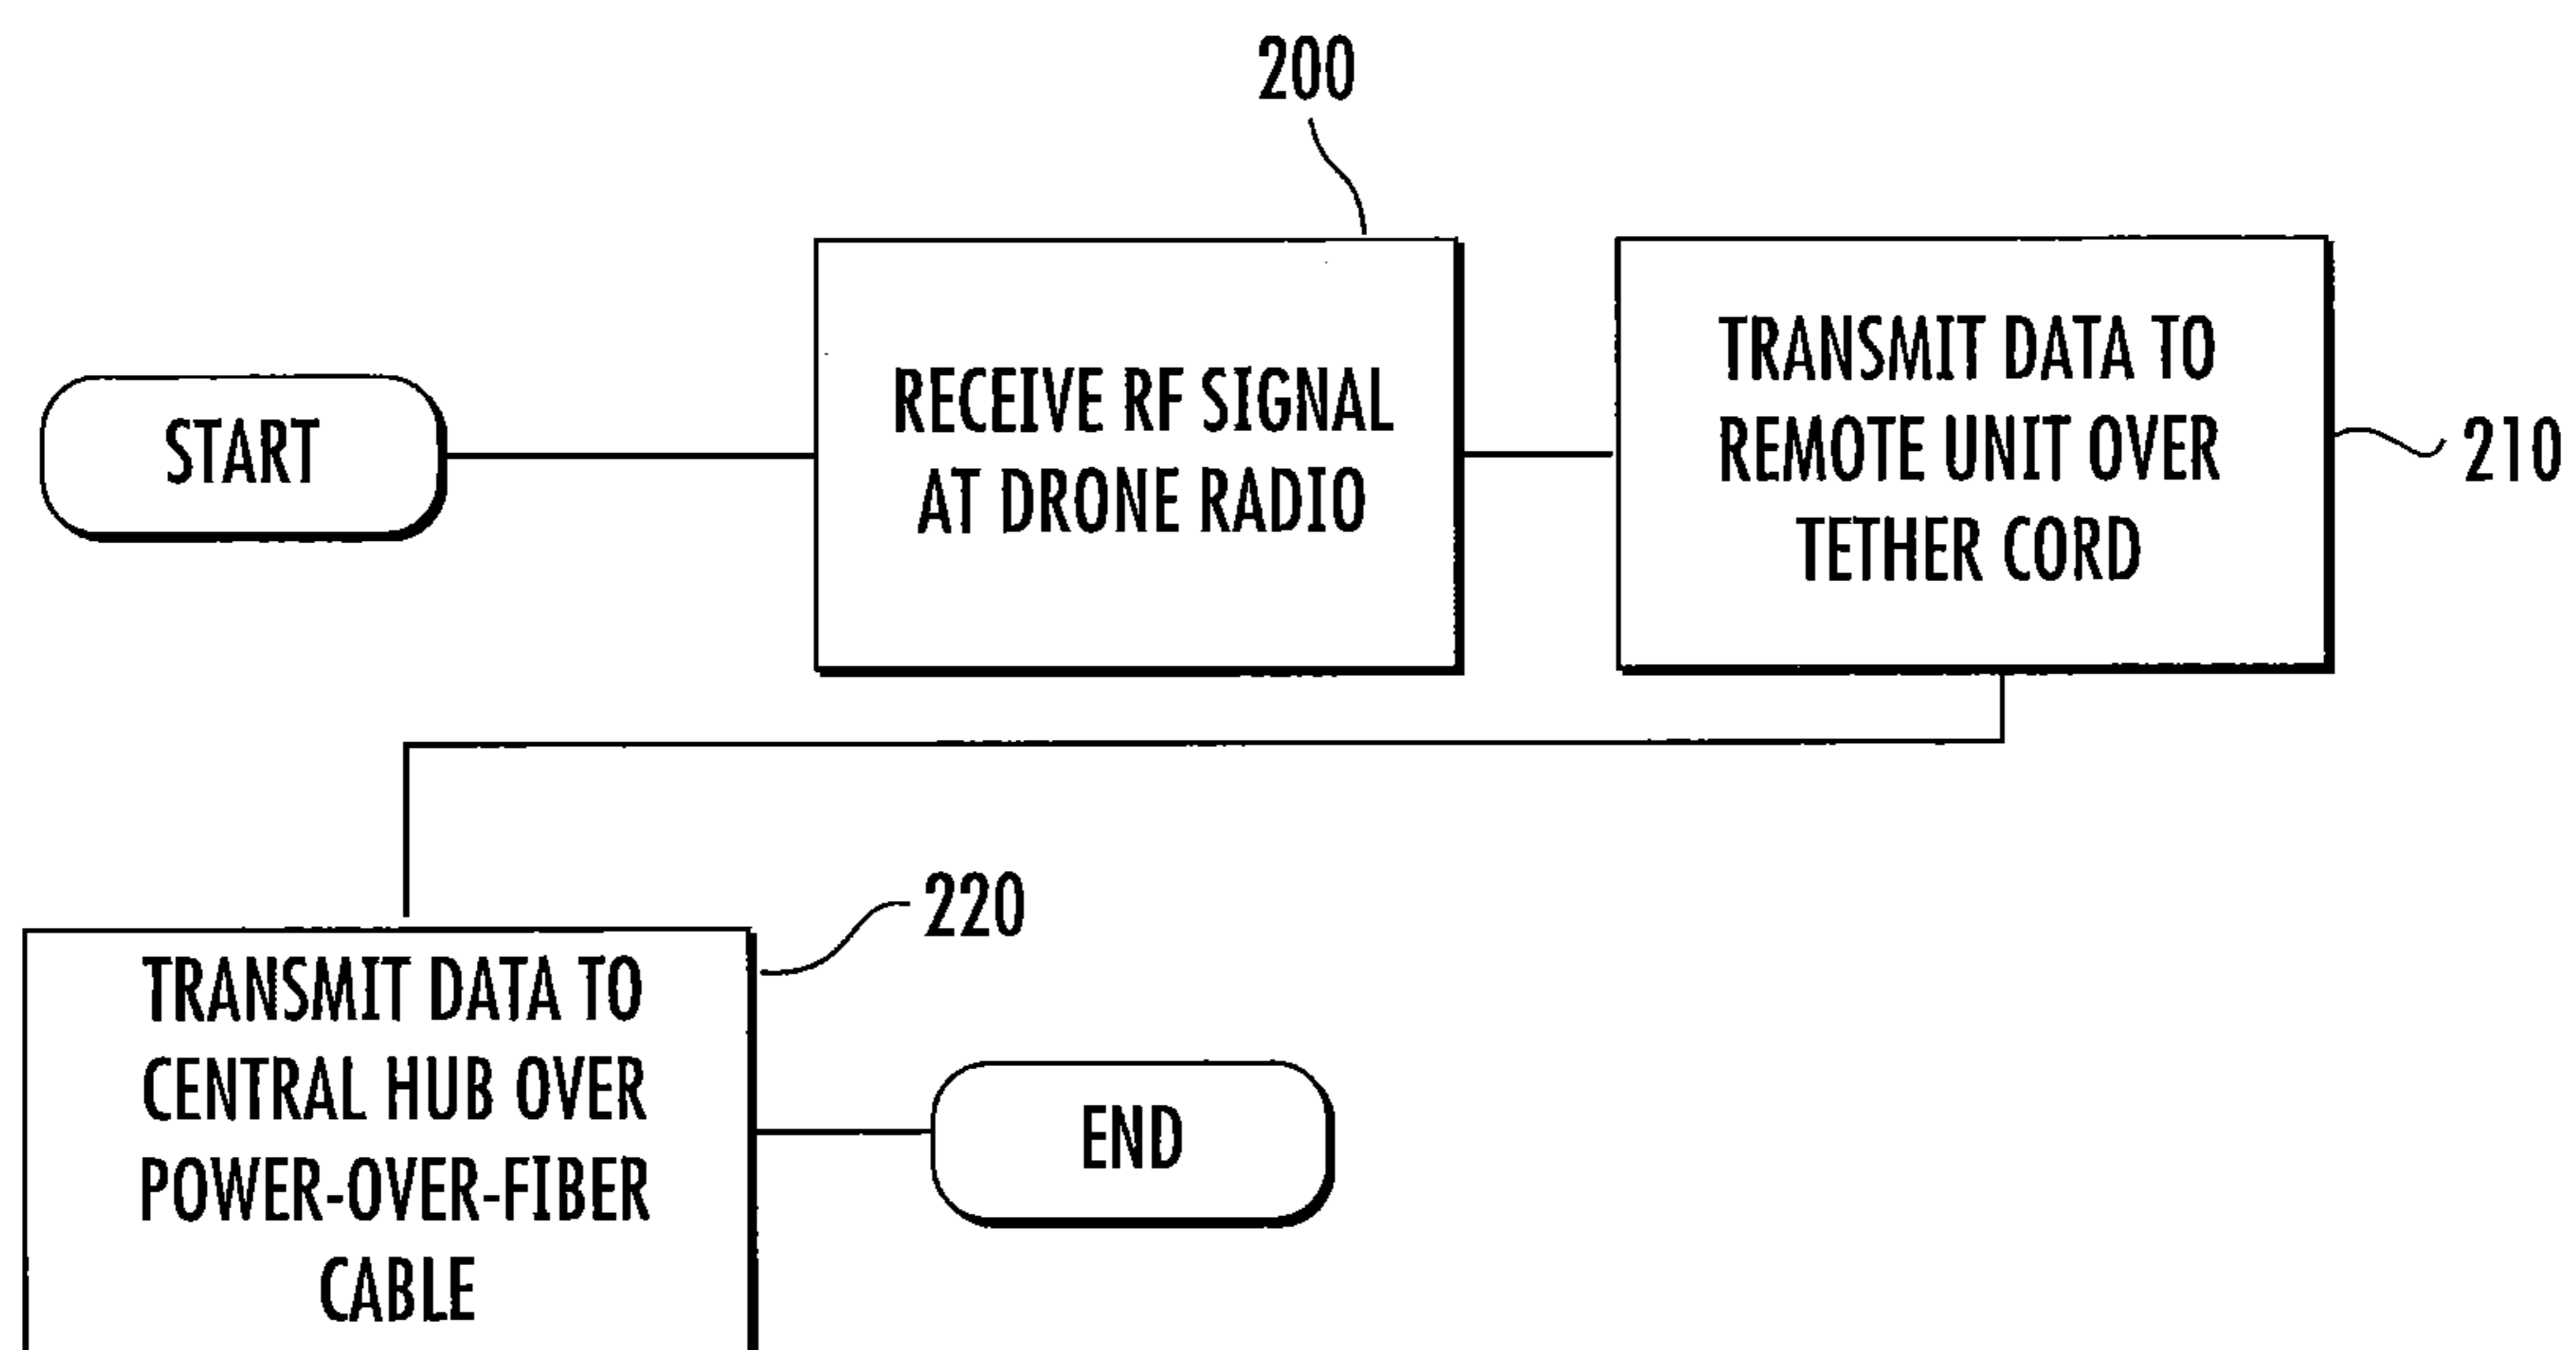 200
START
RECEIVE RF SIGNAL
AT DRONE RADIO
TRANSMIT DATA TO
REMOTE UNIT OVER
TETHER CORD
210
220
TRANSMIT DATA TO
CENTRAL HUB OVER
POWER-OVER-FIBER
CABLE
END